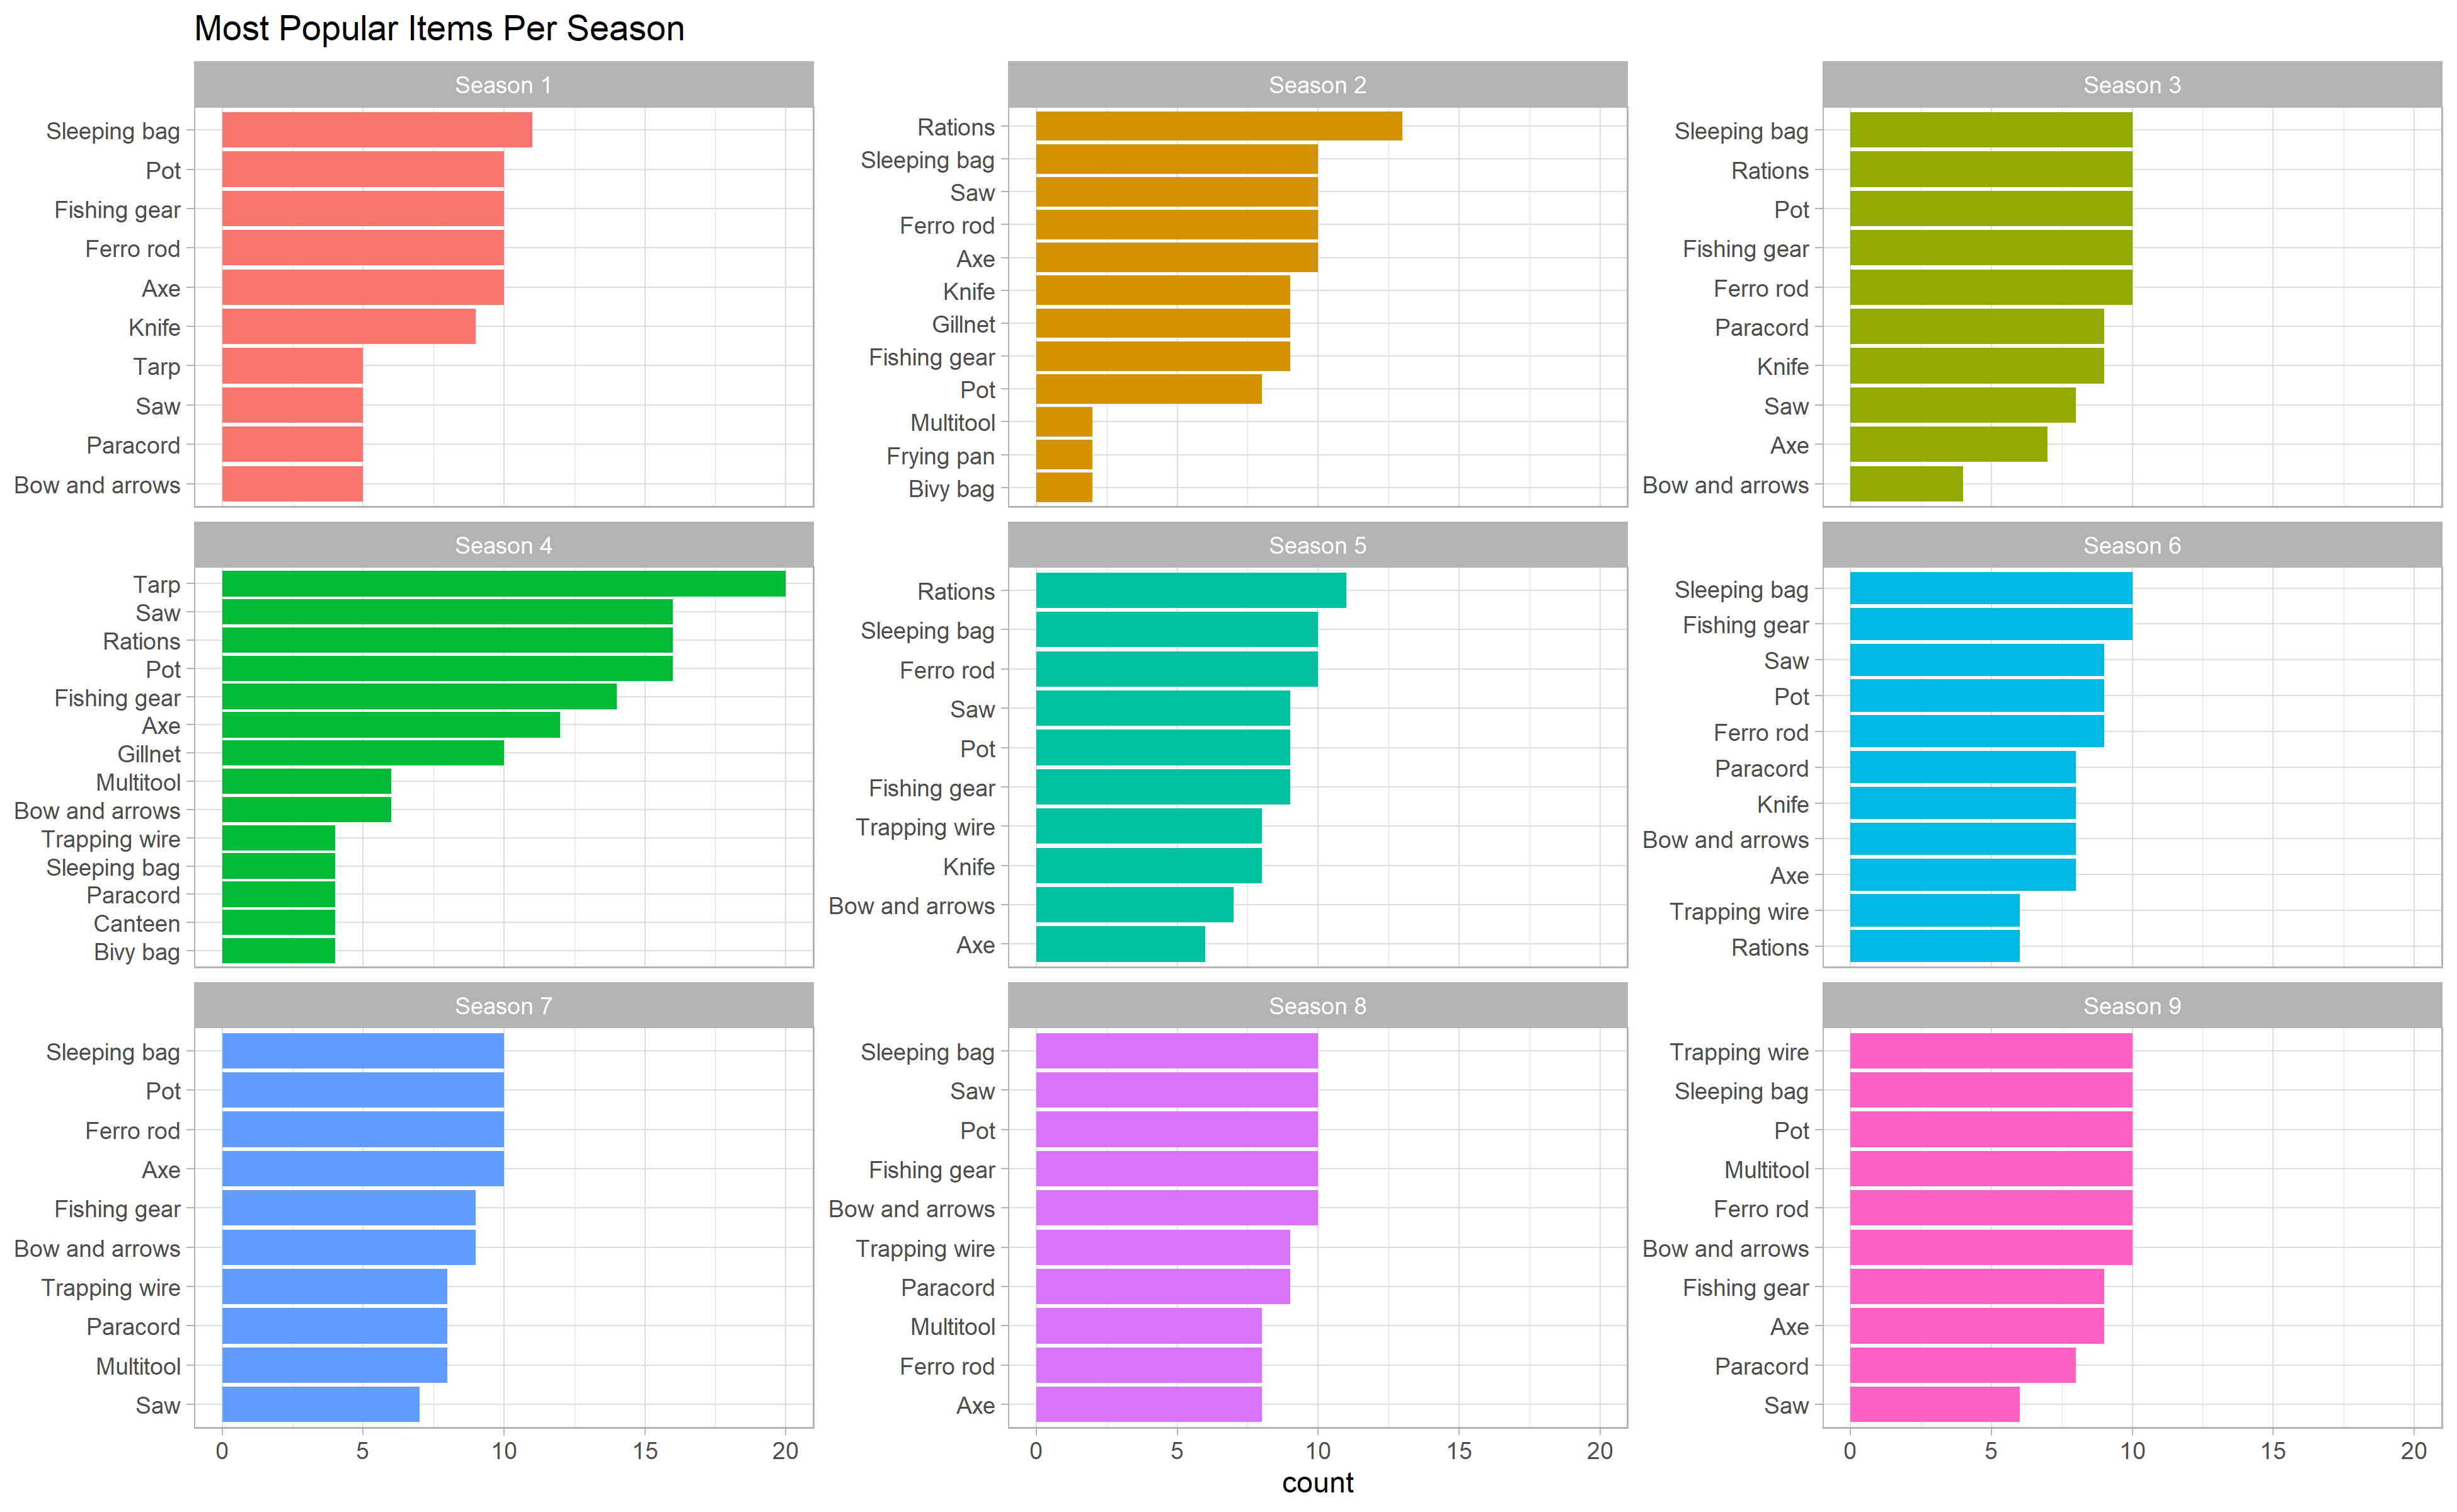 Most Popular Items Per Season
Season 1
Sleeping bag
Pot
Fishing gear
Ferro rod
Axe
Knife
Tarp
Saw
Paracord
Bow and arrows
Season 2
Rations
Sleeping bag
Saw
Ferro rod
Axe
Knife
Gillnet
Fishing gear
Pot
Multitool
Frying pan
Bivy bag
Season 3
Sleeping bag
Rations
Pot
Fishing gear
Ferro rod
Paracord
Knife
Saw
Axe
Bow and arrows
Season 4
Tarp
Saw
Rations
Pot
Fishing gear
Axe
Gillnet
Multitool
Bow and arrows
Trapping wire
Sleeping bag
Paracord
Canteen
Bivy bag
Season 5
Rations
Sleeping bag
Ferro rod
Saw
Pot
Fishing gear
Trapping wire
Knife
Bow and arrows
Axe
Season 6
Sleeping bag
Fishing gear
Saw
Pot
Ferro rod
Paracord
Knife
Bow and arrows
Axe
Trapping wire
Rations
Season 7
Sleeping bag
Pot
Ferro rod
Axe
Fishing gear
Bow and arrows
Trapping wire
Paracord
Multitool
Saw
0 5 10 15 20
Season 8
Sleeping bag
Saw
Pot
Fishing gear
Bow and arrows
Trapping wire
Paracord
Multitool
Ferro rod
Axe
0 5 10 15 20
Season 9
Trapping wire
Sleeping bag
Pot
Multitool
Ferro rod
Bow and arrows
Fishing gear
Axe
Paracord
Saw
0 5 10 15 20
count